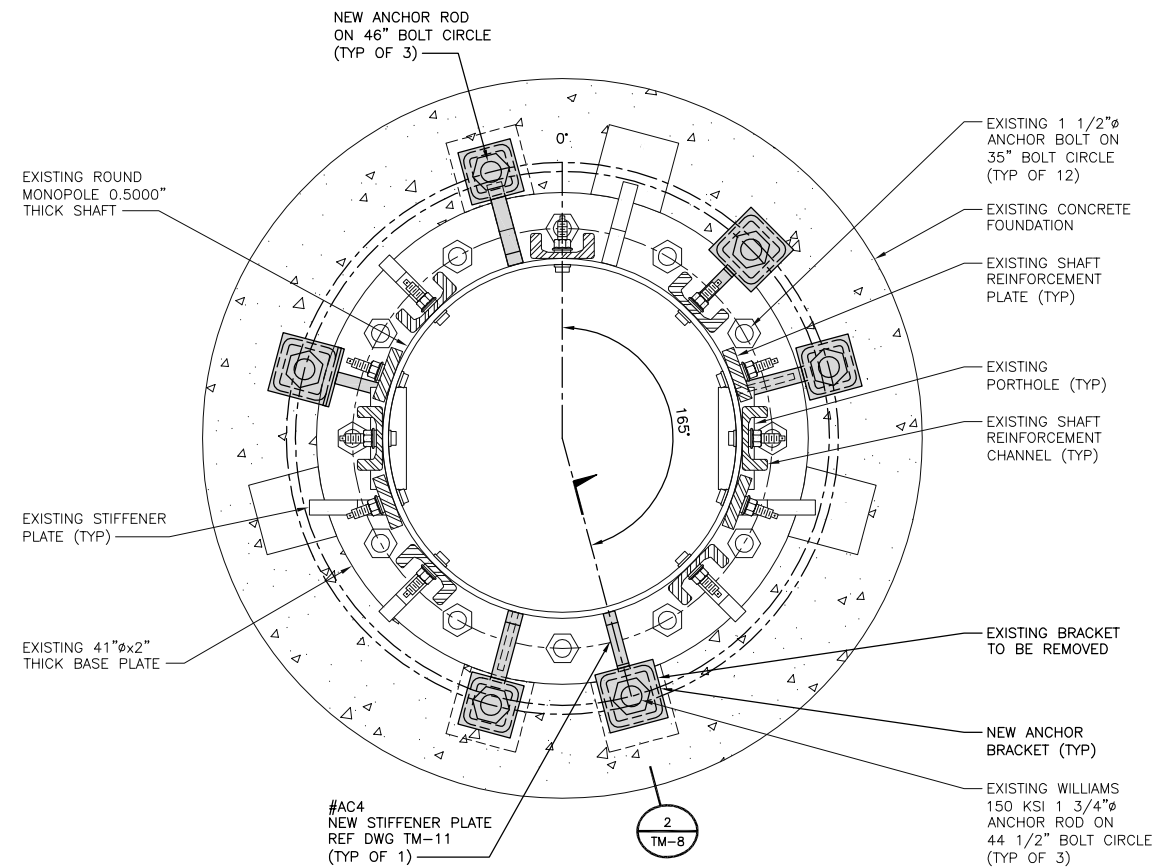 NEW ANCHOR ROD
ON 46" BOLT CIRCLE
(TYP OF 3)
EXISTING ROUND
MONOPOLE 0.5000"
THICK SHAFT
EXISTING STIFFENER
PLATE (TYP)
EXISTING 41"øx2"
THICK BASE PLATE
#AC4
NEW STIFFENER PLATE
REF DWG TM-11
(TYP OF 1)
0°
165°
2
TM-8
EXISTING 1 1/2"ø
ANCHOR BOLT ON
35" BOLT CIRCLE
(TYP OF 12)
EXISTING CONCRETE
FOUNDATION
EXISTING SHAFT
REINFORCEMENT
PLATE (TYP)
EXISTING
PORTHOLE (TYP)
EXISTING SHAFT
REINFORCEMENT
CHANNEL (TYP)
EXISTING BRACKET
TO BE REMOVED
NEW ANCHOR
BRACKET (TYP)
EXISTING WILLIAMS
150 KSI 1 3/4"ø
ANCHOR ROD ON
44 1/2" BOLT CIRCLE
(TYP OF 3)